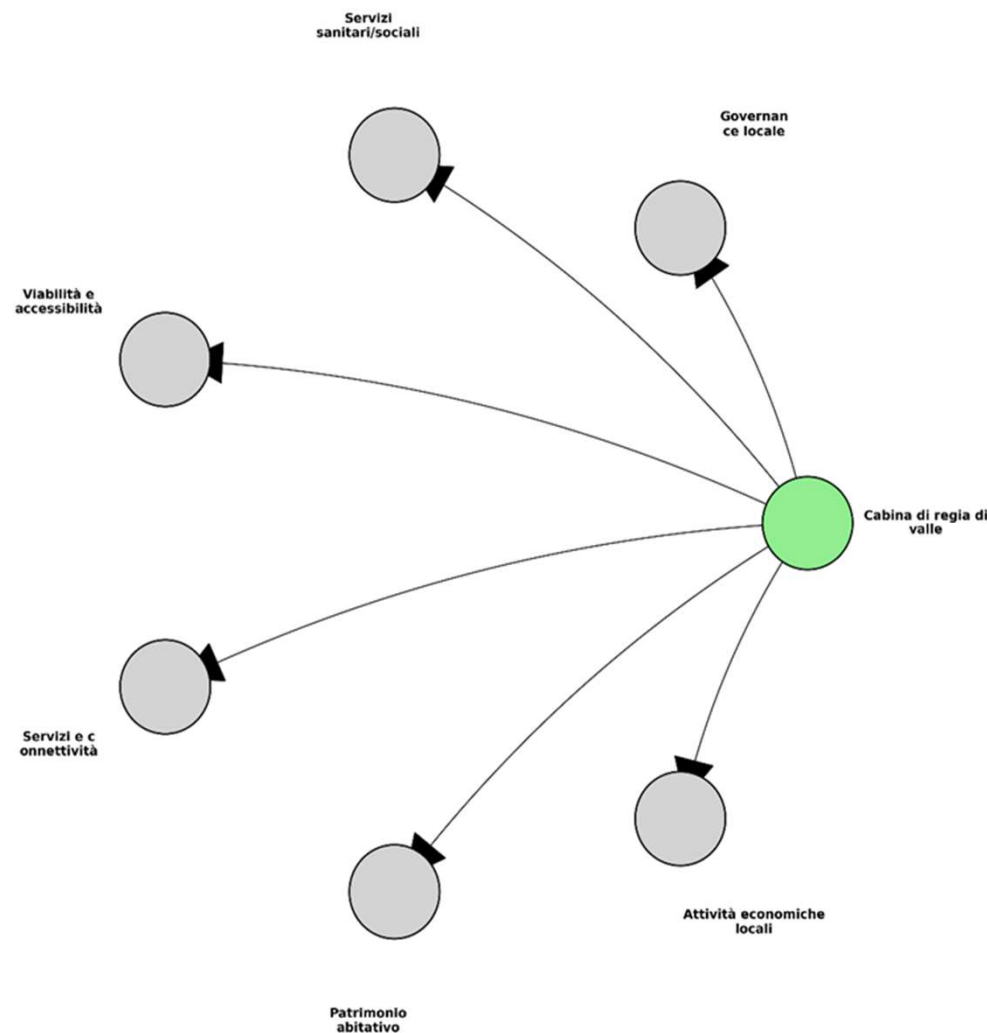 Servizi
sanitari/sociali
Governan
ce locale
Viabilità e
accessibilità
Cabina di regia di
valle
Servizi e c
onnettività
Attività economiche
locali
Patrimonio
abitativo